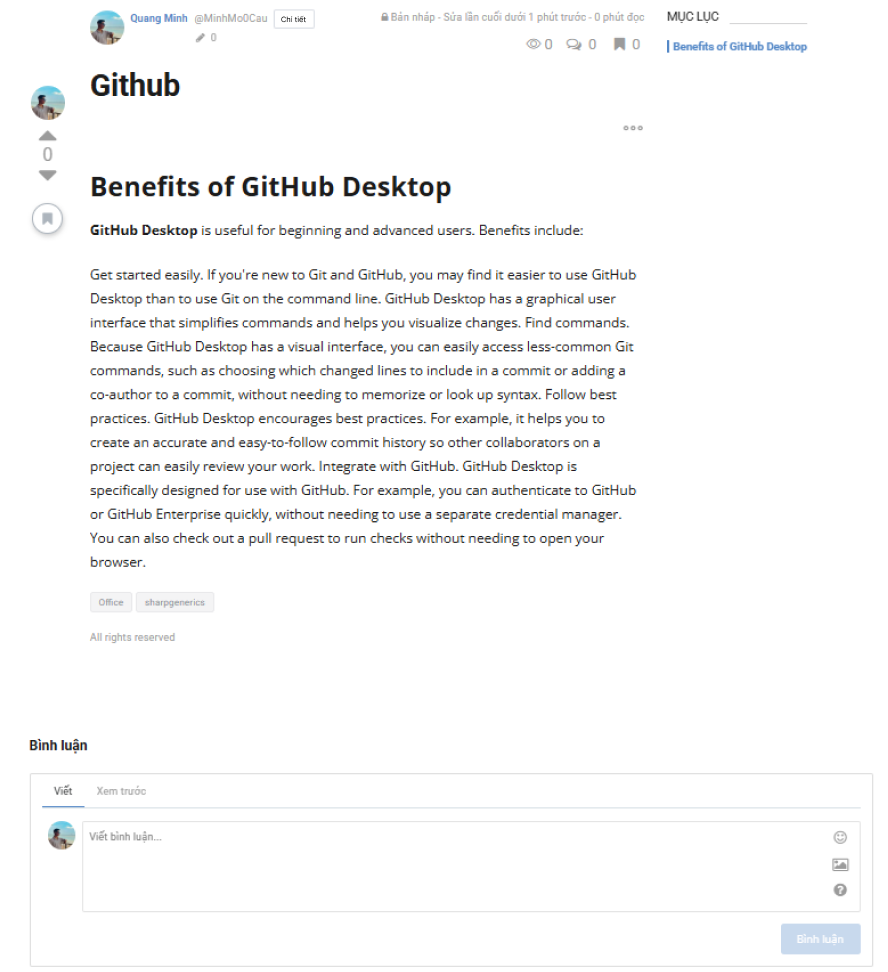 Quang Minh @MinhMo0Cau Chi tiết
0
Bản nháp - Sửa lần cuối dưới 1 phút trước - 0 phút đọc
0 0 0
MỤC LỤC
Benefits of GitHub Desktop
Github
0
Benefits of GitHub Desktop
GitHub Desktop is useful for beginning and advanced users. Benefits include:
Get started easily. If you're new to Git and GitHub, you may find it easier to use GitHub
Desktop than to use Git on the command line. GitHub Desktop has a graphical user
interface that simplifies commands and helps you visualize changes. Find commands.
Because GitHub Desktop has a visual interface, you can easily access less-common Git
commands, such as choosing which changed lines to include in a commit or adding a
co-author to a commit, without needing to memorize or look up syntax. Follow best
practices. GitHub Desktop encourages best practices. For example, it helps you to
create an accurate and easy-to-follow commit history so other collaborators on a
project can easily review your work. Integrate with GitHub. GitHub Desktop is
specifically designed for use with GitHub. For example, you can authenticate to GitHub
or GitHub Enterprise quickly, without needing to use a separate credential manager.
You can also check out a pull request to run checks without needing to open your
browser.
Office sharpgenerics
All rights reserved
Bình luận
Viết Xem trước
Viết bình luận...
Bình luận